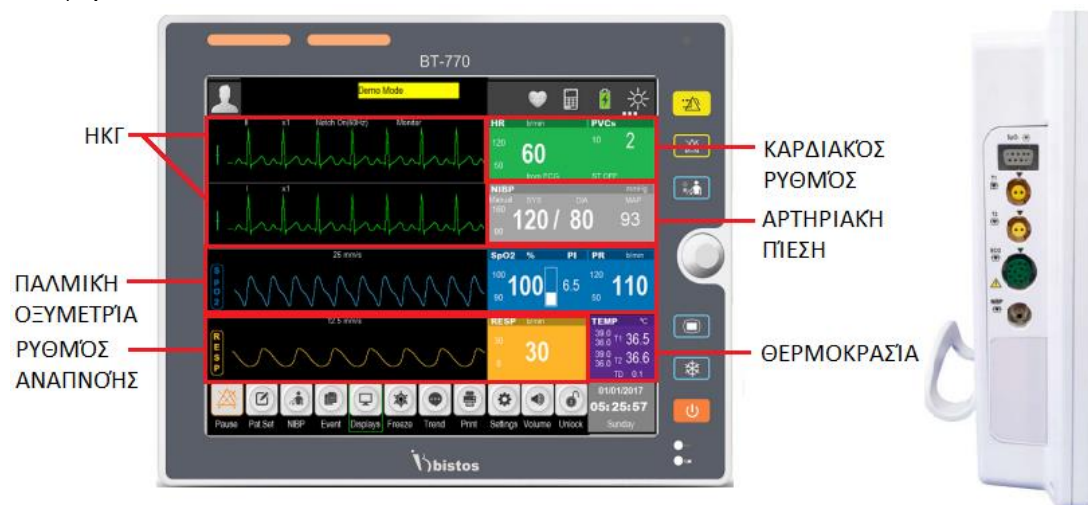 BT-770
Demo Mode
II x1 Notch On(50Hz) Monitor
HR b/min PVCs
120 60 10 2
50
from ECG ST OFF
ΗΚΓ
ΚΑΡΔΙΑΚΌΣ
ΡΥΘΜΌΣ
I x1
NIBP mmHg
Manual SYS DIA MAP
160
120 / 80 93
90
ΑΡΤΗΡΙΑΚΉ
ΠΊΕΣΗ
25 mm/s
SpO2 % PI PR b/min
SPO2
100 100 6.5 120 110
90 50
ΠΑΛΜΙΚΉ
ΟΞΥΜΕΤΡΊΑ
12.5 mm/s
RESP b/min TEMP °C
RESP
30 30
39.0 T1 36.5
36.0
39.0 T2 36.6
36.0
TD 0.1
ΡΥΘΜΌΣ
ΑΝΑΠΝΟΉΣ
ΘΕΡΜΟΚΡΑΣΊΑ
01/01/2017
05:25:57
Sunday
Pause Pat.Set NIBP Event Displays Freeze Trend Print Settings Volume Unlock
bistos
SpO2
T1
T2
ECG
NIBP